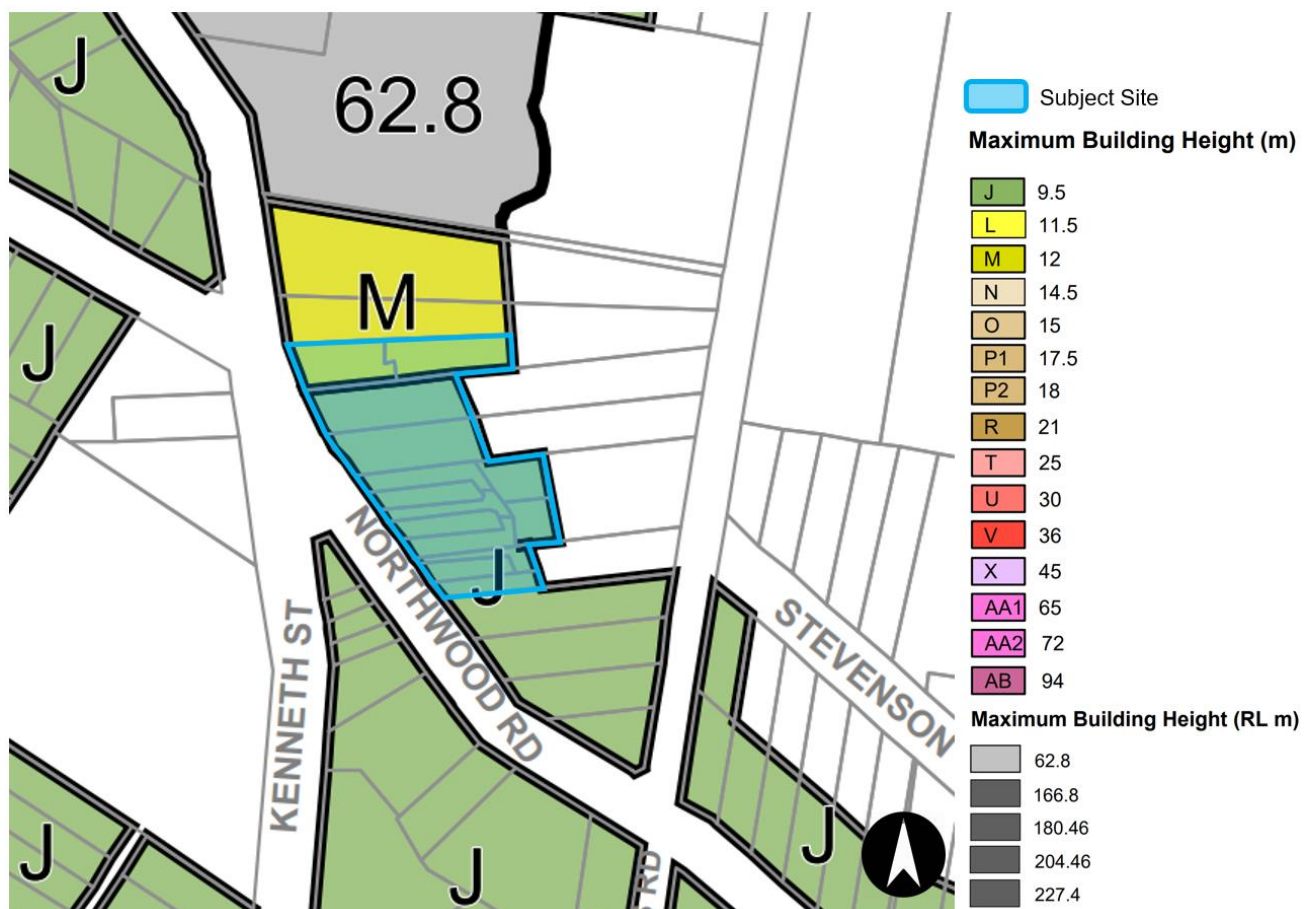 J
62.8
M
J
J
NORTHWOOD RD
KENNETH ST
STEVENSON
J
J
J
RD
Subject Site
Maximum Building Height (m)
J 9.5
L 11.5
M 12
N 14.5
O 15
P1 17.5
P2 18
R 21
T 25
U 30
V 36
X 45
AA1 65
AA2 72
AB 94
Maximum Building Height (RL m)
62.8
166.8
180.46
204.46
227.4